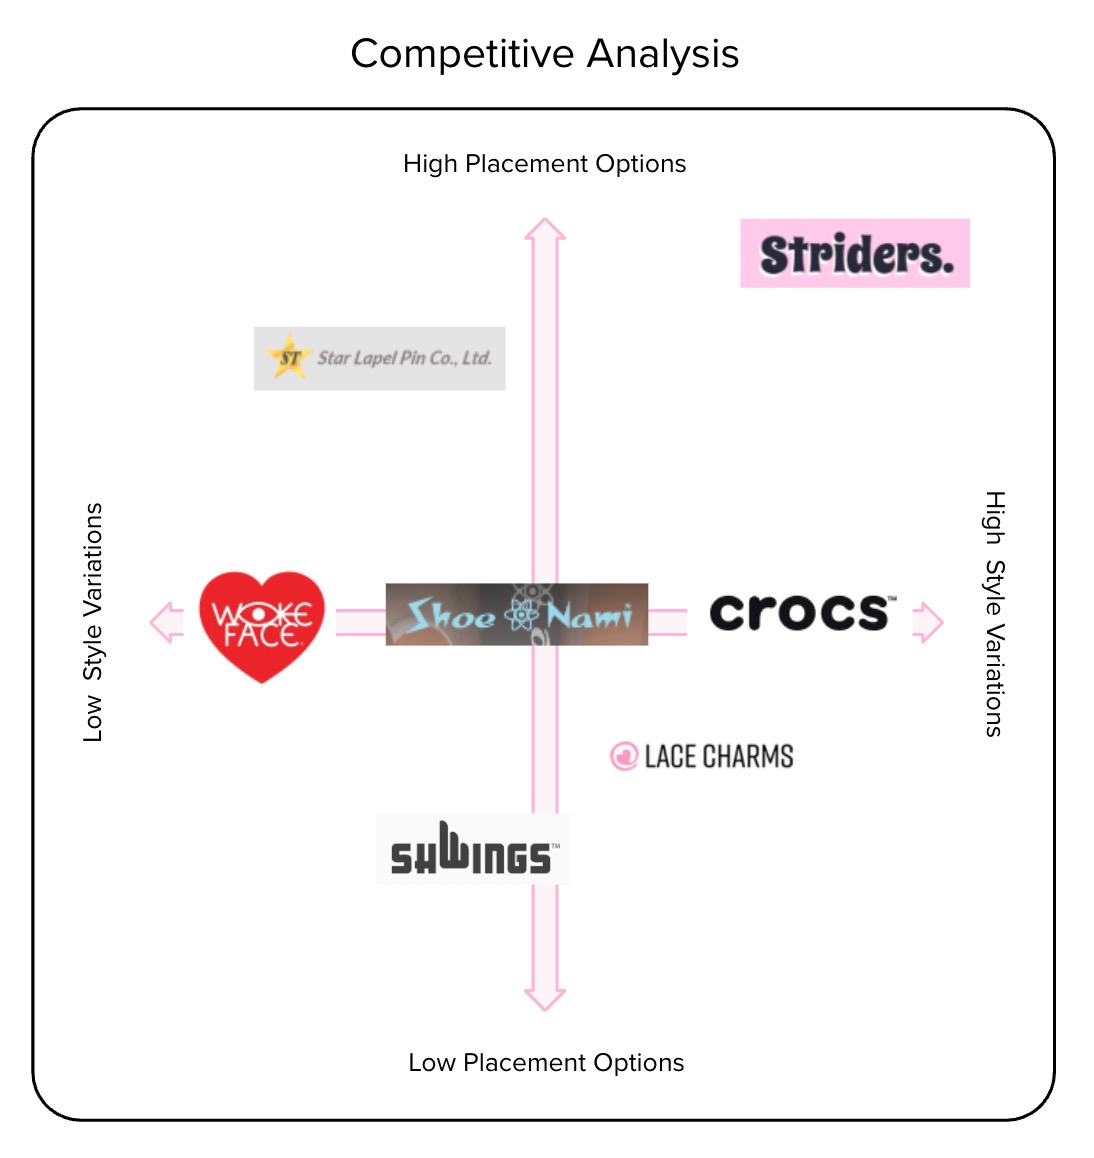 Competitive Analysis
High Placement Options
Striders.
ST Star Lapel Pin Co., Ltd.
Low Style Variations
High Style Variations
WOKE
FACE
Shoe Nami
crocs™
LACE CHARMS
SHWINGS™
Low Placement Options